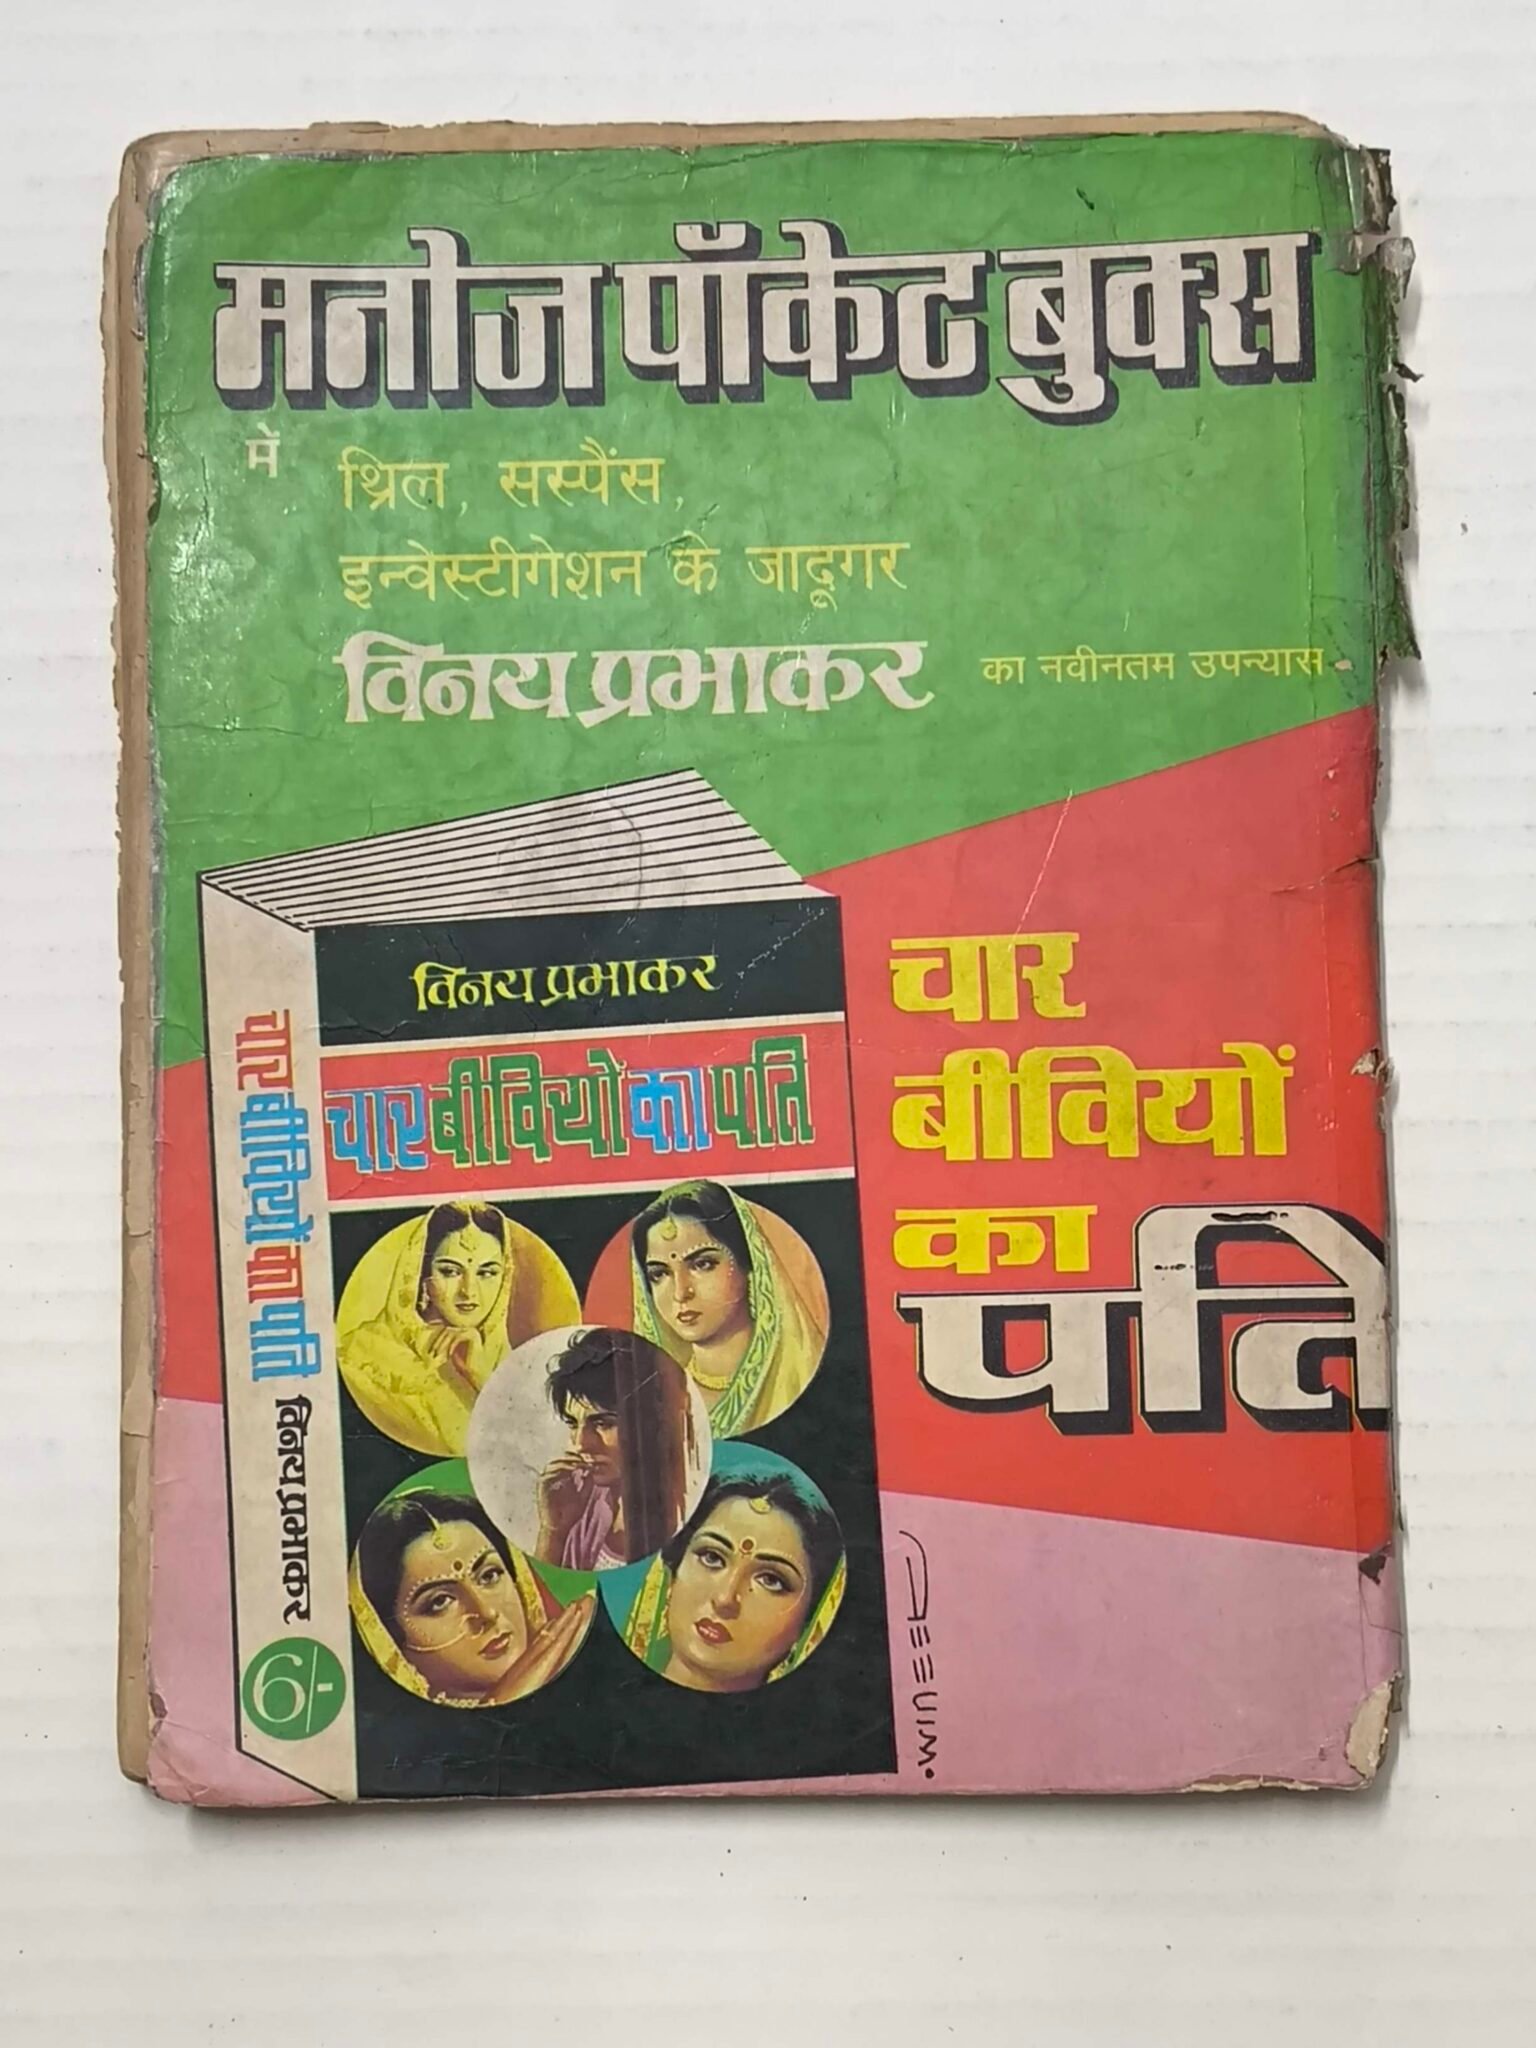 मनोज पॉकेट बुक्स
में
थ्रिल, सस्पैंस,
इन्वेस्टीगेशन के जादूगर
विनय प्रभाकर का नवीनतम उपन्यास
विनय प्रभाकर
चार बीवियों का पति
चार बीवियों का पति विनय प्रभाकर 6/-
चार
बीवियों
का
पति